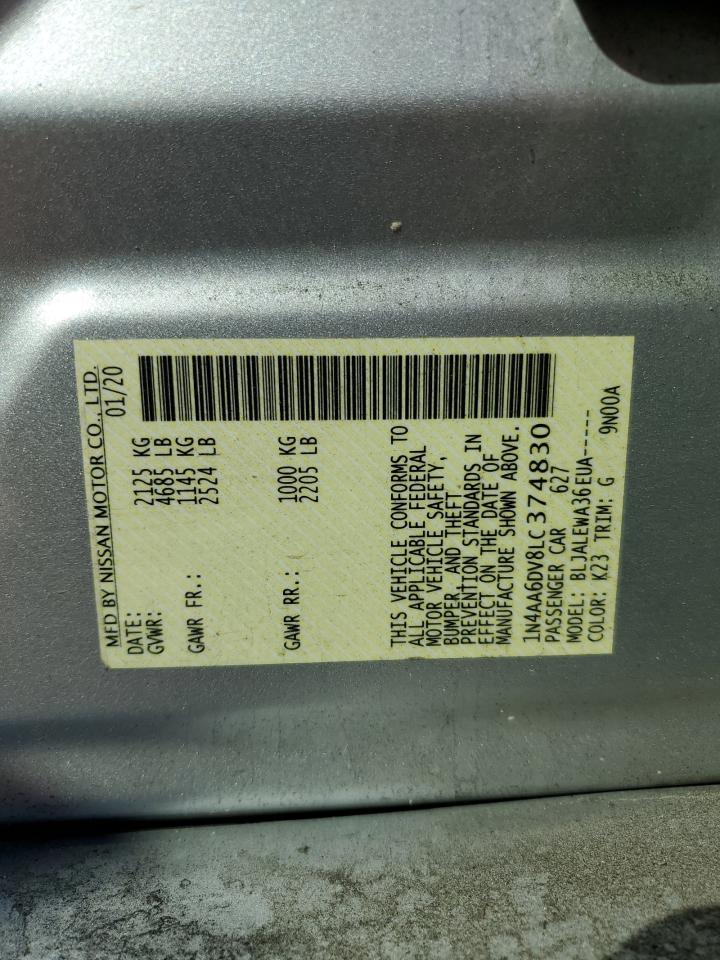 MFD BY NISSAN MOTOR CO., LTD.
DATE: 01/20
GVWR: 2125 KG
4685 LB
GAWR FR.: 1145 KG
2524 LB
GAWR RR.: 1000 KG
2205 LB
THIS VEHICLE CONFORMS TO
ALL APPLICABLE FEDERAL
MOTOR VEHICLE SAFETY,
BUMPER, AND THEFT
PREVENTION STANDARDS IN
EFFECT ON THE DATE OF
MANUFACTURE SHOWN ABOVE.
1N4AA6DV8LC374830
PASSENGER CAR 627
MODEL: BLJALEWA36EUA-----
COLOR: K23 TRIM: G 9N00A